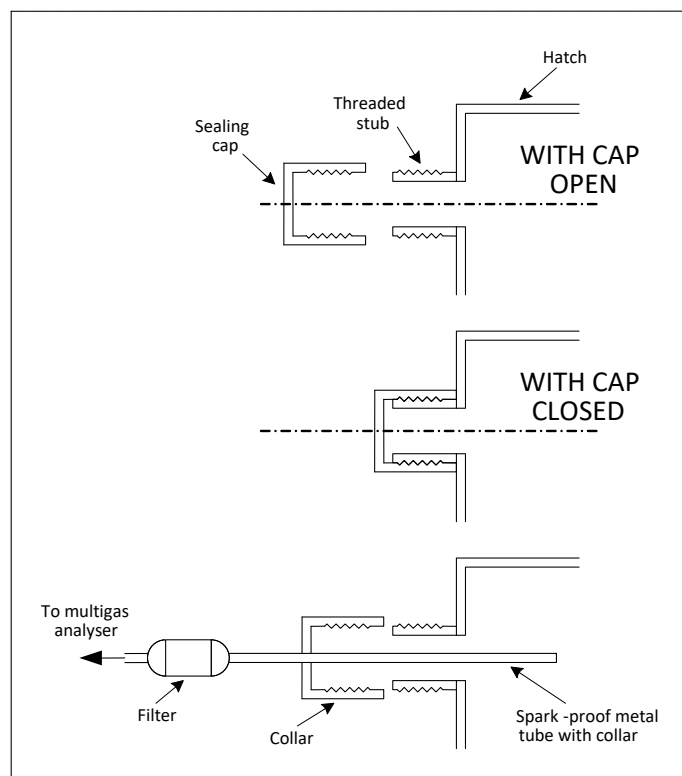 Hatch
Threaded
stub
Sealing
cap
WITH CAP
OPEN
WITH CAP
CLOSED
To multigas
analyser
Filter
Collar
Spark -proof metal
tube with collar